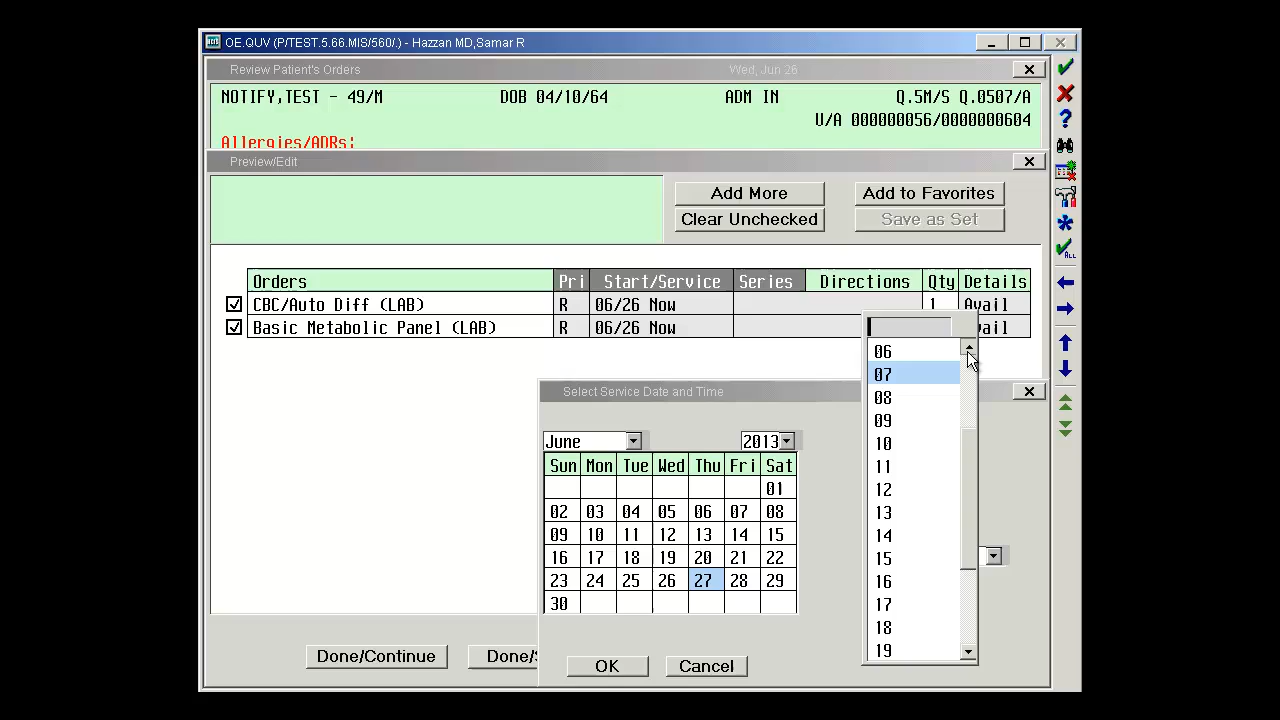 OE.QUV (P/TEST.5.66.MIS/560/.) - Hazzan MD,Samar R
Review Patient's Orders Wed, Jun 26
NOTIFY,TEST - 49/M DOB 04/10/64 ADM IN Q.5M/S Q.0507/A
U/A 000000056/0000000604
Allergies/ADRs:
Preview/Edit
Add More Add to Favorites
Clear Unchecked Save as Set
Orders Pri Start/Service Series Directions Qty Details
CBC/Auto Diff (LAB) R 06/26 Now 1 Avail
Basic Metabolic Panel (LAB) R 06/26 Now vail
Select Service Date and Time
June 2013
Sun Mon Tue Wed Thu Fri Sat
01
02 03 04 05 06 07 08
09 10 11 12 13 14 15
16 17 18 19 20 21 22
23 24 25 26 27 28 29
30
06
07
08
09
10
11
12
13
14
15
16
17
18
19
Done/Continue Done/S
OK Cancel
ALL